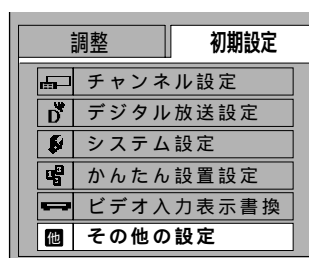 調整
初期設定
チャンネル設定
デジタル放送設定
システム設定
かんたん設置設定
ビデオ入力表示書換
他 その他の設定